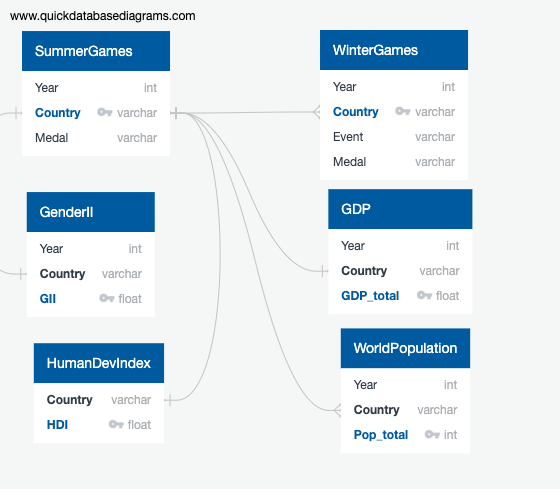 www.quickdatabasediagrams.com
SummerGames
Year int
Country varchar
Medal varchar
WinterGames
Year int
Country varchar
Event varchar
Medal varchar
GenderII
Year int
Country varchar
GII float
GDP
Year int
Country varchar
GDP_total float
HumanDevIndex
Country varchar
HDI float
WorldPopulation
Year int
Country varchar
Pop_total int